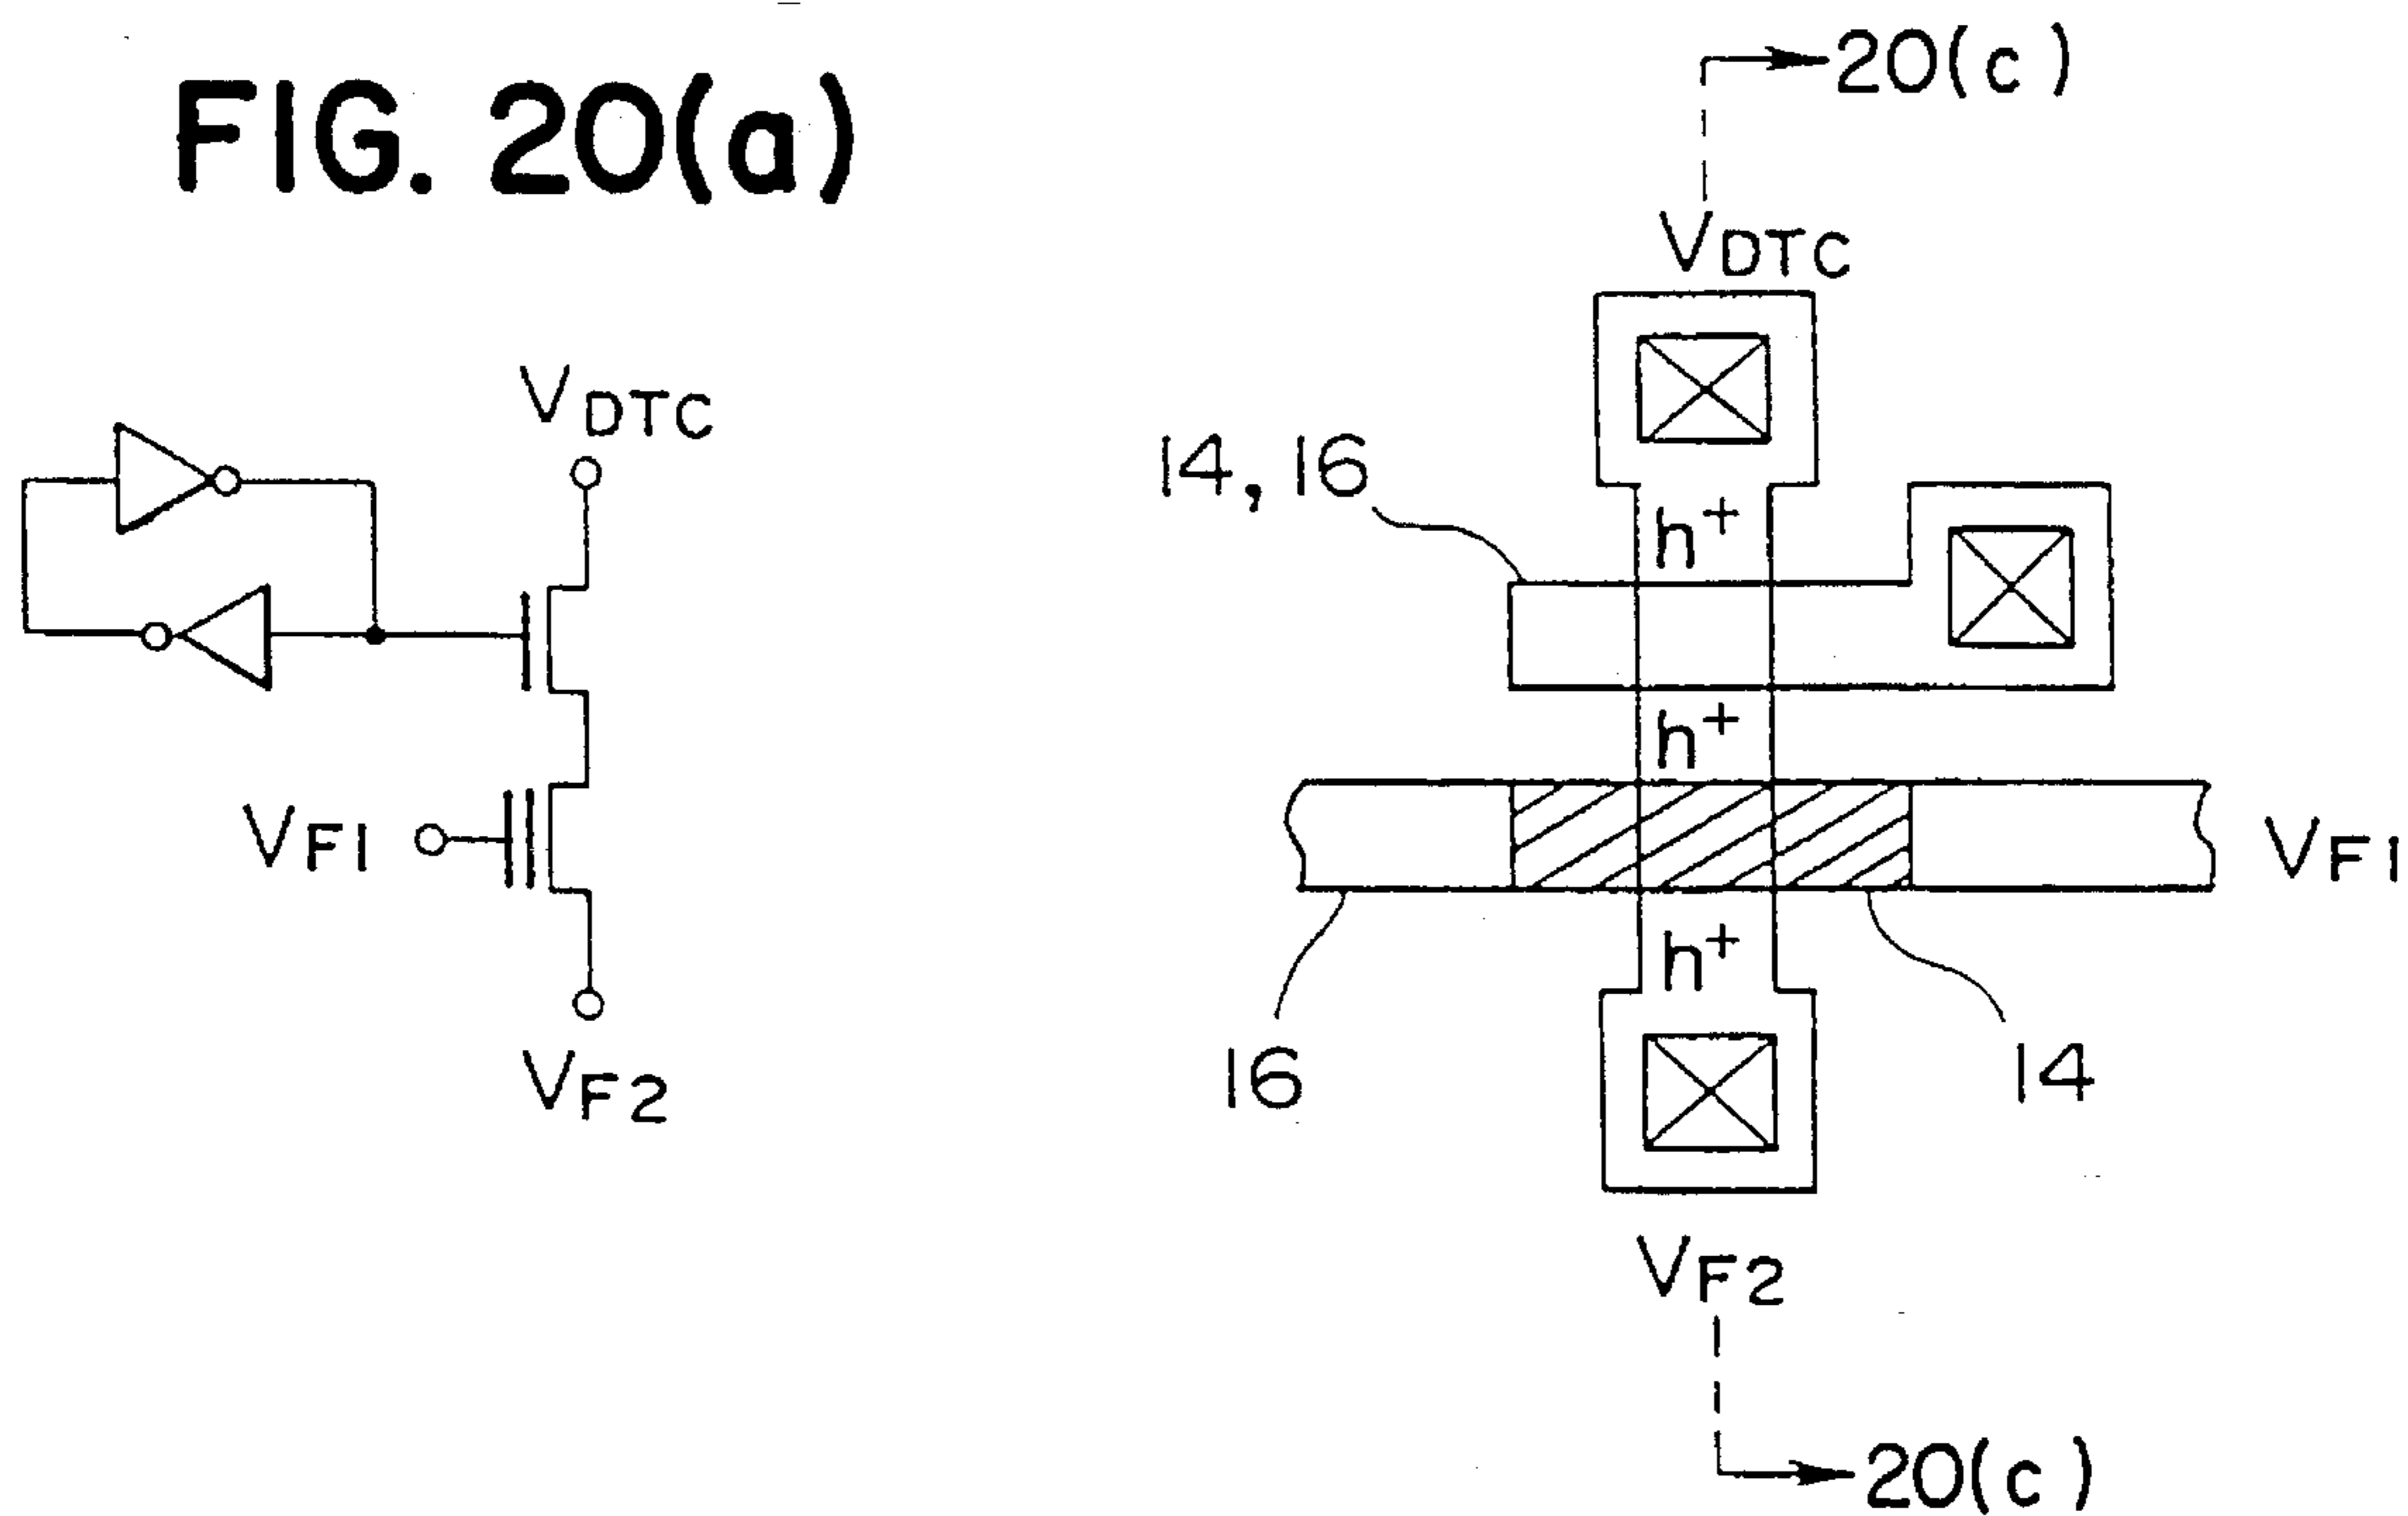 FIG. 20(a)
20(c)
VDTC
VDTC
14, 16
h+
h+
VF1
VF1
h+
16
14
VF2
VF2
20(c)